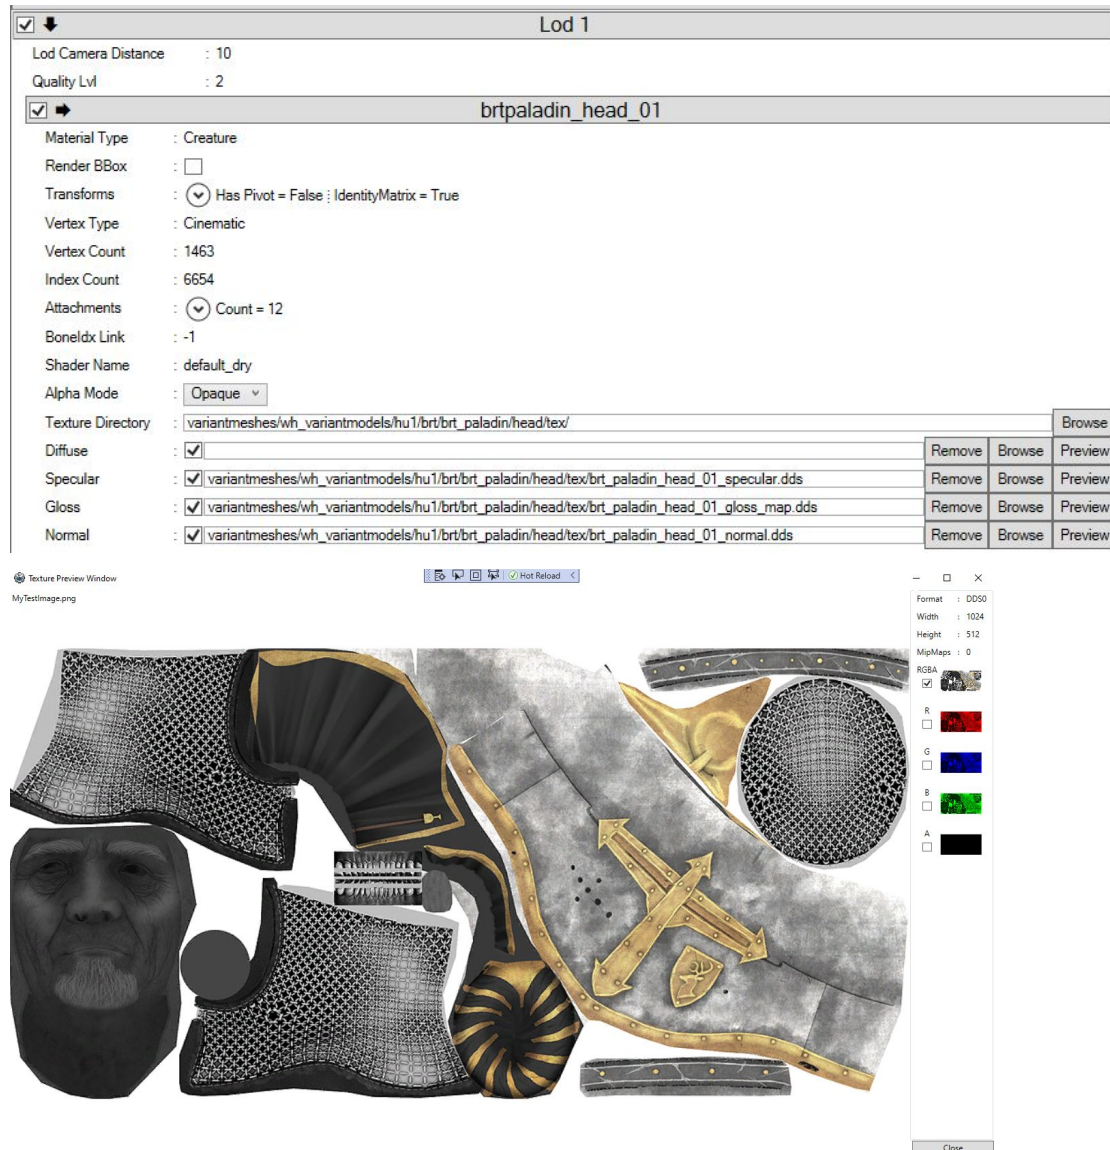 Lod 1
Lod Camera Distance : 10
Quality Lvl : 2
brtpaladin_head_01
Material Type : Creature
Render BBox :
Transforms : Has Pivot = False ⋮ IdentityMatrix = True
Vertex Type : Cinematic
Vertex Count : 1463
Index Count : 6654
Attachments : Count = 12
BoneIdx Link : -1
Shader Name : default_dry
Alpha Mode : Opaque
Texture Directory : variantmeshes/wh_variantmodels/hu1/brt/brt_paladin/head/tex/ Browse
Diffuse : Remove Browse Preview
Specular : variantmeshes/wh_variantmodels/hu1/brt/brt_paladin/head/tex/brt_paladin_head_01_specular.dds Remove Browse Preview
Gloss : variantmeshes/wh_variantmodels/hu1/brt/brt_paladin/head/tex/brt_paladin_head_01_gloss_map.dds Remove Browse Preview
Normal : variantmeshes/wh_variantmodels/hu1/brt/brt_paladin/head/tex/brt_paladin_head_01_normal.dds Remove Browse Preview
Texture Preview Window
Hot Reload
MyTestImage.png
Format : DDS0
Width : 1024
Height : 512
MipMaps : 0
RGBA
R
G
B
A
Close